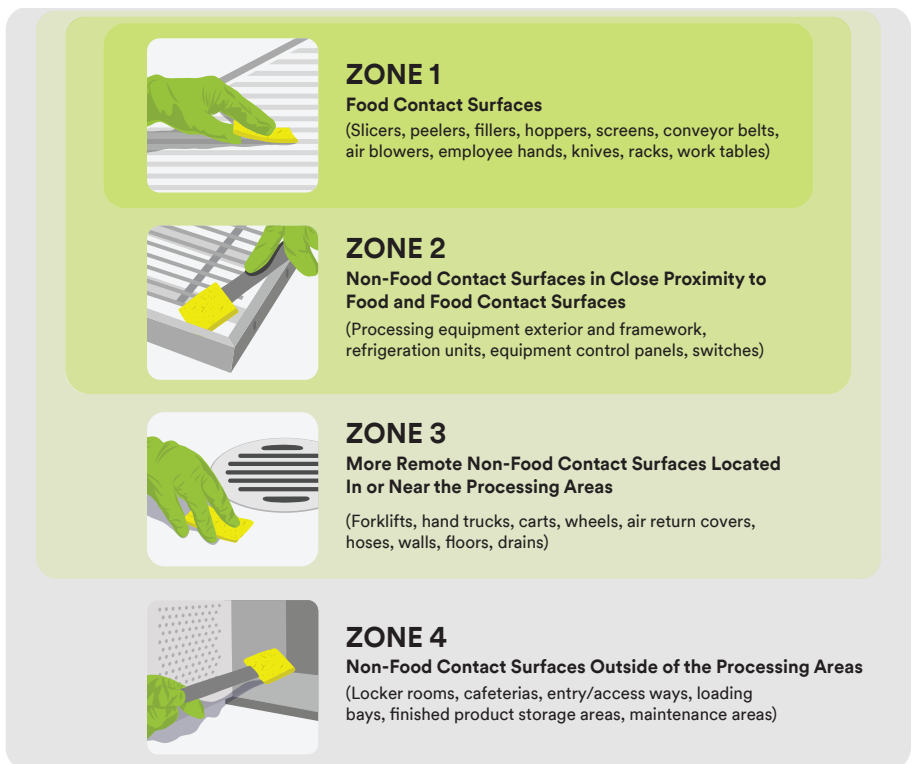 ZONE 1
Food Contact Surfaces
(Slicers, peelers, fillers, hoppers, screens, conveyor belts,
air blowers, employee hands, knives, racks, work tables)
ZONE 2
Non-Food Contact Surfaces in Close Proximity to
Food and Food Contact Surfaces
(Processing equipment exterior and framework,
refrigeration units, equipment control panels, switches)
ZONE 3
More Remote Non-Food Contact Surfaces Located
In or Near the Processing Areas
(Forklifts, hand trucks, carts, wheels, air return covers,
hoses, walls, floors, drains)
ZONE 4
Non-Food Contact Surfaces Outside of the Processing Areas
(Locker rooms, cafeterias, entry/access ways, loading
bays, finished product storage areas, maintenance areas)